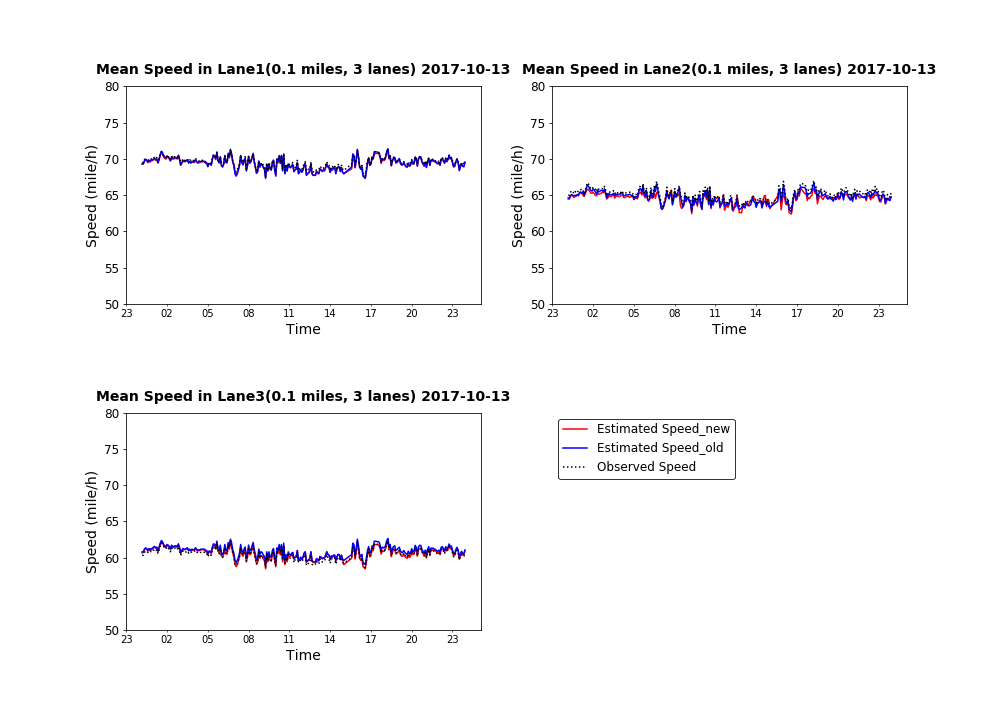 Mean Speed in Lane1(0.1 miles, 3 lanes) 2017-10-13
80
75
70
65
60
55
50
Speed (mile/h)
23 02 05 08 11 14 17 20 23
Time
Mean Speed in Lane2(0.1 miles, 3 lanes) 2017-10-13
80
75
70
65
60
55
50
Speed (mile/h)
23 02 05 08 11 14 17 20 23
Time
Mean Speed in Lane3(0.1 miles, 3 lanes) 2017-10-13
80
75
70
65
60
55
50
Speed (mile/h)
23 02 05 08 11 14 17 20 23
Time
Estimated Speed_new
Estimated Speed_old
Observed Speed